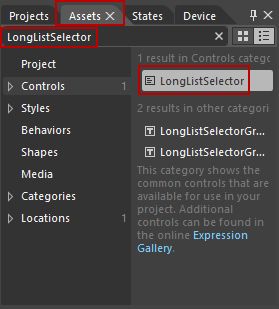 Projects Assets States Device
LongListSelector
1 result in Controls categ
Project
LongListSelector
Controls 1
2 results in other categori
Styles
Behaviors
LongListSelectorGr...
Shapes
LongListSelectorGr...
Media
This category shows the
common controls that are
Categories
available for use in your
project. Additional
Locations 1
controls can be found in
the online Expression
Gallery.